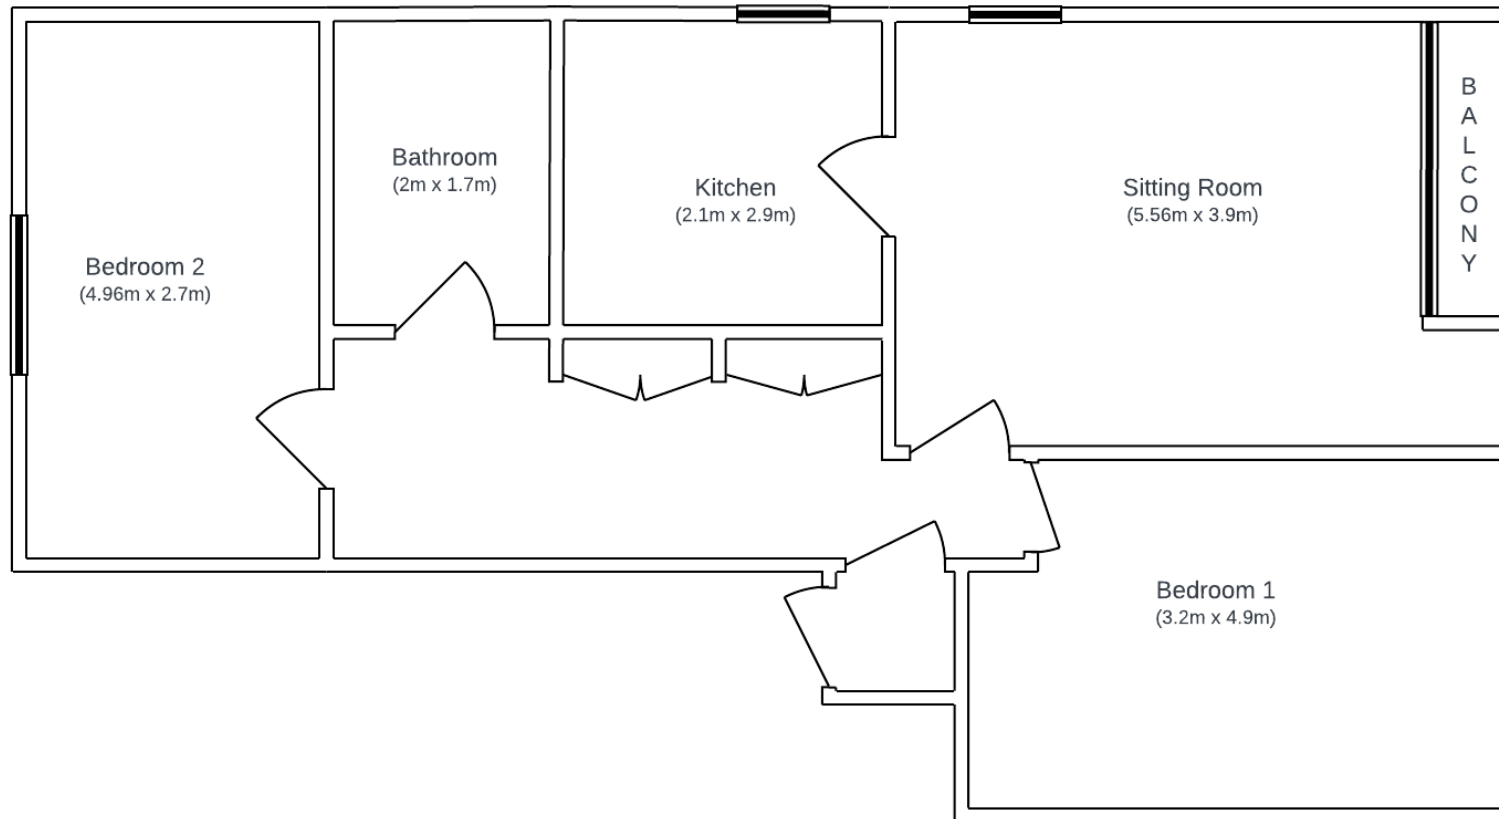 Bedroom 2
(4.96m x 2.7m)
Bathroom
(2m x 1.7m)
Kitchen
(2.1m x 2.9m)
Sitting Room
(5.56m x 3.9m)
B
A
L
C
O
N
Y
Bedroom 1
(3.2m x 4.9m)